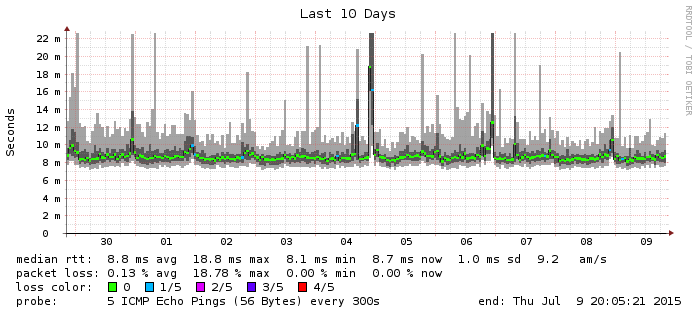 Last 10 Days
RRDTOOL / TOBI OETIKER
Seconds
22 m
20 m
18 m
16 m
14 m
12 m
10 m
8 m
6 m
4 m
2 m
0
30 01 02 03 04 05 06 07 08 09
median rtt: 8.8 ms avg 18.8 ms max 8.1 ms min 8.7 ms now 1.0 ms sd 9.2 am/s
packet loss: 0.13 % avg 18.78 % max 0.00 % min 0.00 % now
loss color: 0 1/5 2/5 3/5 4/5
probe: 5 ICMP Echo Pings (56 Bytes) every 300s end: Thu Jul 9 20:05:21 2015